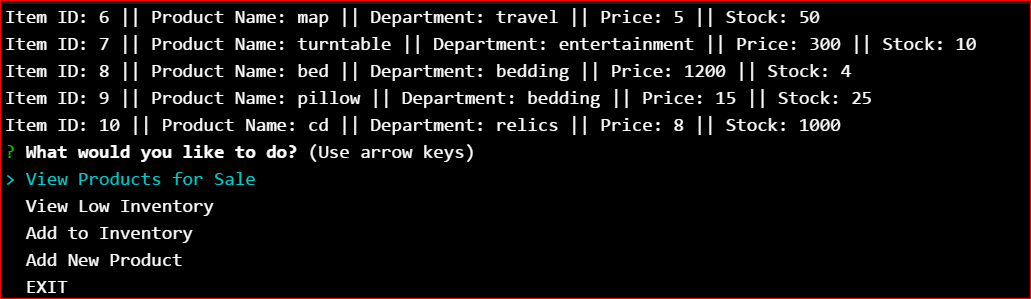 Item ID: 6 || Product Name: map || Department: travel || Price: 5 || Stock: 50
Item ID: 7 || Product Name: turntable || Department: entertainment || Price: 300 || Stock: 10
Item ID: 8 || Product Name: bed || Department: bedding || Price: 1200 || Stock: 4
Item ID: 9 || Product Name: pillow || Department: bedding || Price: 15 || Stock: 25
Item ID: 10 || Product Name: cd || Department: relics || Price: 8 || Stock: 1000
? What would you like to do? (Use arrow keys)
> View Products for Sale
View Low Inventory
Add to Inventory
Add New Product
EXIT